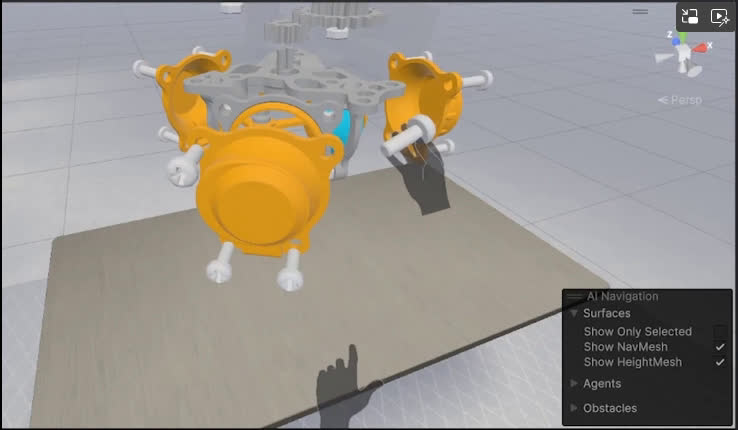 z
x
Persp
AI Navigation
Surfaces
Show Only Selected
Show NavMesh
Show HeightMesh
Agents
Obstacles